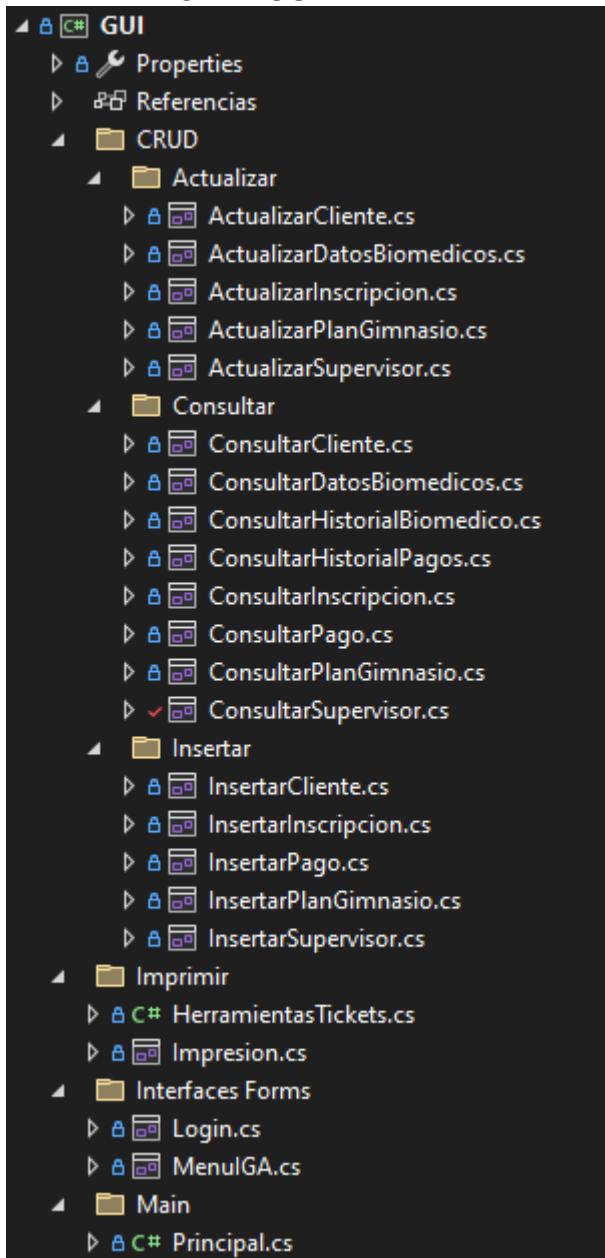 C# GUI
Properties
Referencias
CRUD
Actualizar
ActualizarCliente.cs
ActualizarDatosBiomedicos.cs
ActualizarInscripcion.cs
ActualizarPlanGimnasio.cs
ActualizarSupervisor.cs
Consultar
ConsultarCliente.cs
ConsultarDatosBiomedicos.cs
ConsultarHistorialBiomedico.cs
ConsultarHistorialPagos.cs
ConsultarInscripcion.cs
ConsultarPago.cs
ConsultarPlanGimnasio.cs
ConsultarSupervisor.cs
Insertar
InsertarCliente.cs
InsertarInscripcion.cs
InsertarPago.cs
InsertarPlanGimnasio.cs
InsertarSupervisor.cs
Imprimir
C# HerramientasTickets.cs
Impresion.cs
Interfaces Forms
Login.cs
MenuIGA.cs
Main
C# Principal.cs